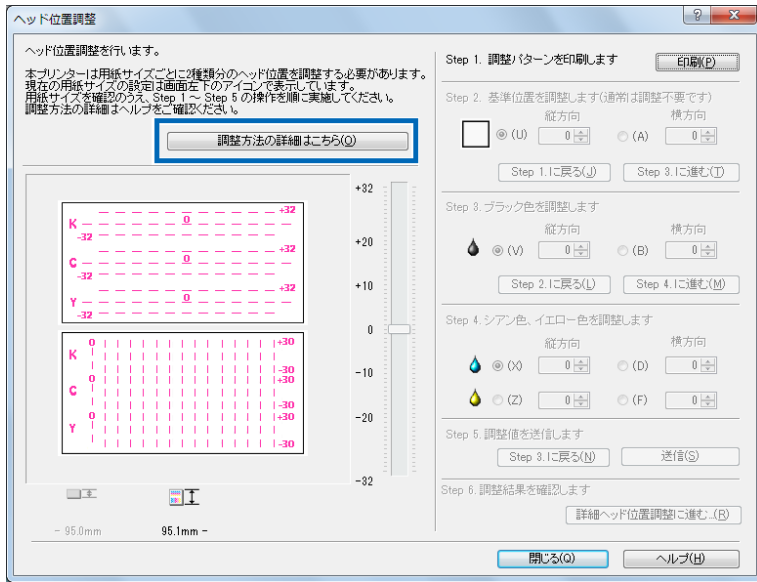 ヘッド位置調整
ヘッド位置調整を行います。
本プリンターは用紙サイズごとに2種類分のヘッド位置を調整する必要があります。
現在の用紙サイズの設定は画面左下のアイコンで表示しています。
用紙サイズを確認のうえ、Step 1 ～ Step 5 の操作を順に実施してください。
調整方法の詳細はヘルプをご確認ください。
調整方法の詳細はこちら(O)
+32
K
0
-32
+32
C
0
-32
+32
Y
0
-32
0
+30
K
-30
0
+30
C
-30
0
+30
Y
-30
+32
+20
+10
0
-10
-20
-32
- 95.0mm
95.1mm -
Step 1. 調整パターンを印刷します
印刷(P)
Step 2. 基準位置を調整します(通常は調整不要です)
縦方向 横方向
(U) 0 (A) 0
Step 1.に戻る(J) Step 3.に進む(T)
Step 3. ブラック色を調整します
縦方向 横方向
(V) 0 (B) 0
Step 2.に戻る(L) Step 4.に進む(M)
Step 4. シアン色、イエロー色を調整します
縦方向 横方向
(X) 0 (D) 0
(Z) 0 (F) 0
Step 5. 調整値を送信します
Step 3.に戻る(N) 送信(S)
Step 6. 調整結果を確認します
詳細ヘッド位置調整に進む...(R)
閉じる(Q) ヘルプ(H)